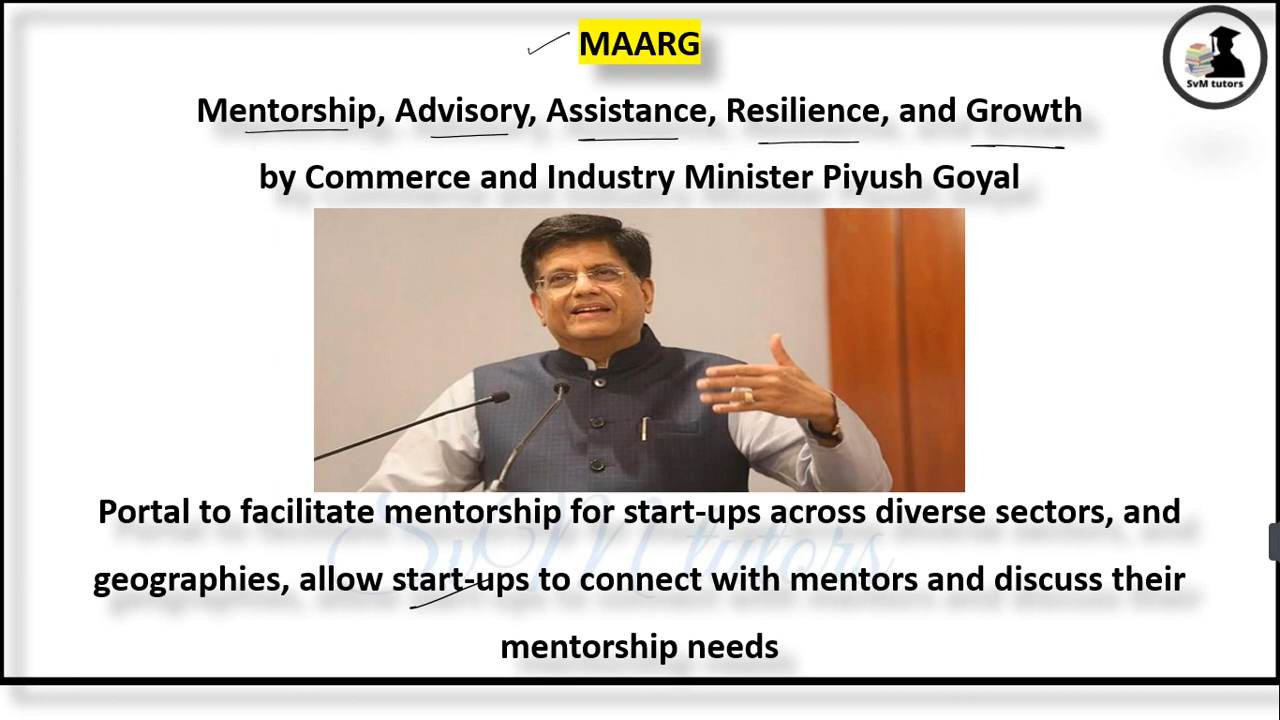 MAARG
SvM tutors
Mentorship, Advisory, Assistance, Resilience, and Growth
by Commerce and Industry Minister Piyush Goyal
Portal to facilitate mentorship for start-ups across diverse sectors, and
SvM tutors
geographies, allow start-ups to connect with mentors and discuss their
mentorship needs